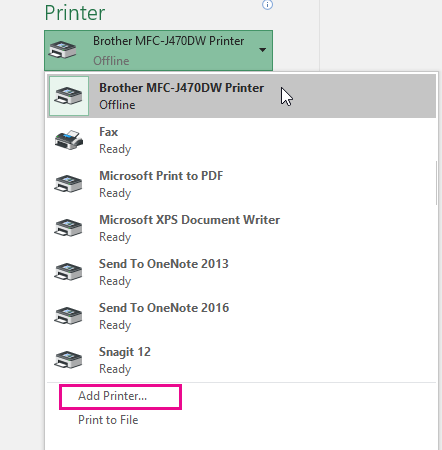 Printer
Brother MFC-J470DW Printer
Offline
Brother MFC-J470DW Printer
Offline
Fax
Ready
Microsoft Print to PDF
Ready
Microsoft XPS Document Writer
Ready
Send To OneNote 2013
Ready
Send To OneNote 2016
Ready
Snagit 12
Ready
Add Printer...
Print to File